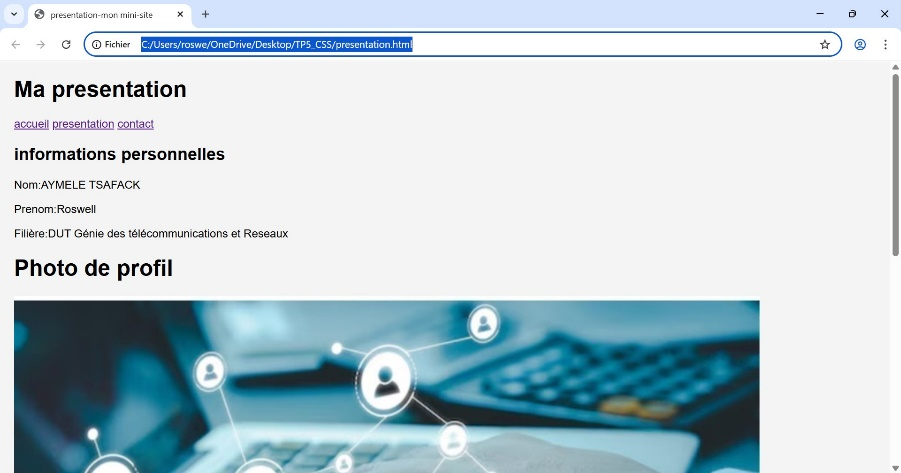 presentation-mon mini-site
Fichier C:/Users/roswe/OneDrive/Desktop/TP5_CSS/presentation.html
Ma presentation
accueil presentation contact
informations personnelles
Nom:AYMELE TSAFACK
Prenom:Roswell
Filière:DUT Génie des télécommunications et Reseaux
Photo de profil